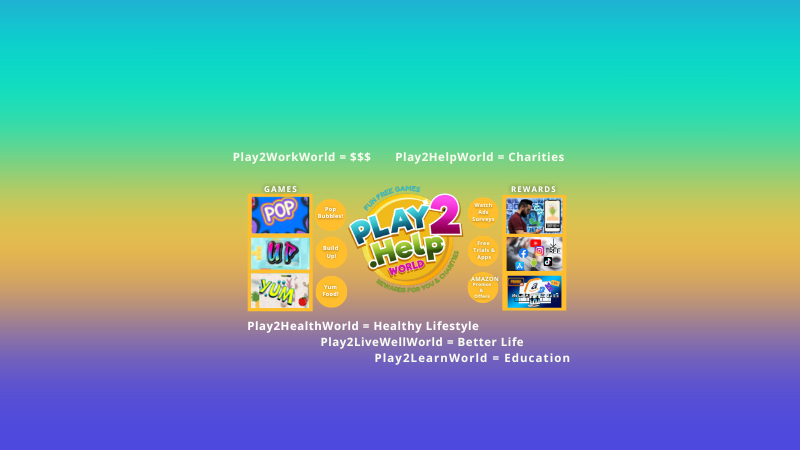 Play2WorkWorld = $$$
Play2HelpWorld = Charities
GAMES
REWARDS
POP
Pop
Bubbles!
UP
Build
Up!
YUM
Yum
Food!
FUN FREE GAMES
PLAY2
.Help
WORLD
REWARDS FOR YOU & CHARITIES
Watch
Ads
Surveys
Free
Trials &
Apps
AMAZON
Promos
&
Offers
FREE
Play2HealthWorld = Healthy Lifestyle
Play2LiveWellWorld = Better Life
Play2LearnWorld = Education